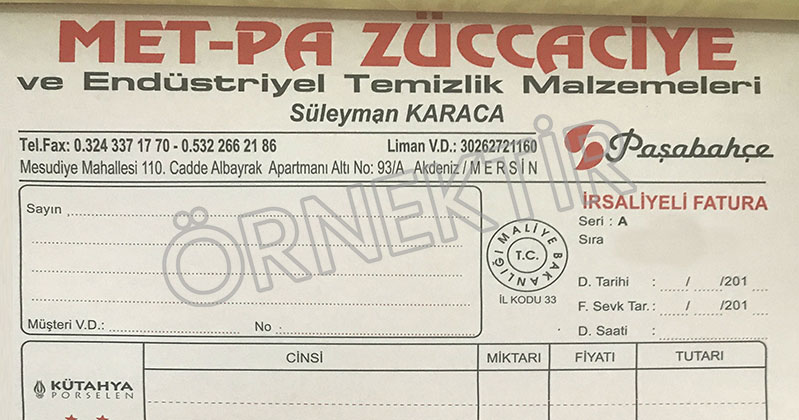 MET-PA ZÜCCACİYE
ve Endüstriyel Temizlik Malzemeleri
Süleyman KARACA
Tel.Fax: 0.324 337 17 70 - 0.532 266 21 86 Liman V.D.: 30262721160
Mesudiye Mahallesi 110. Cadde Albayrak Apartmanı Altı No: 93/A Akdeniz / MERSİN
Paşabahçe
İRSALİYELİ FATURA
Seri : A
Sıra
Sayın
ÖRNEKTİR
T.C.
MALİYE BAKANLIĞI
İL KODU 33
D. Tarihi : / /201
F. Sevk Tar.: / /201
D. Saati :
Müşteri V.D.: No :
CİNSİ MİKTARI FİYATI TUTARI
KÜTAHYA
PORSELEN